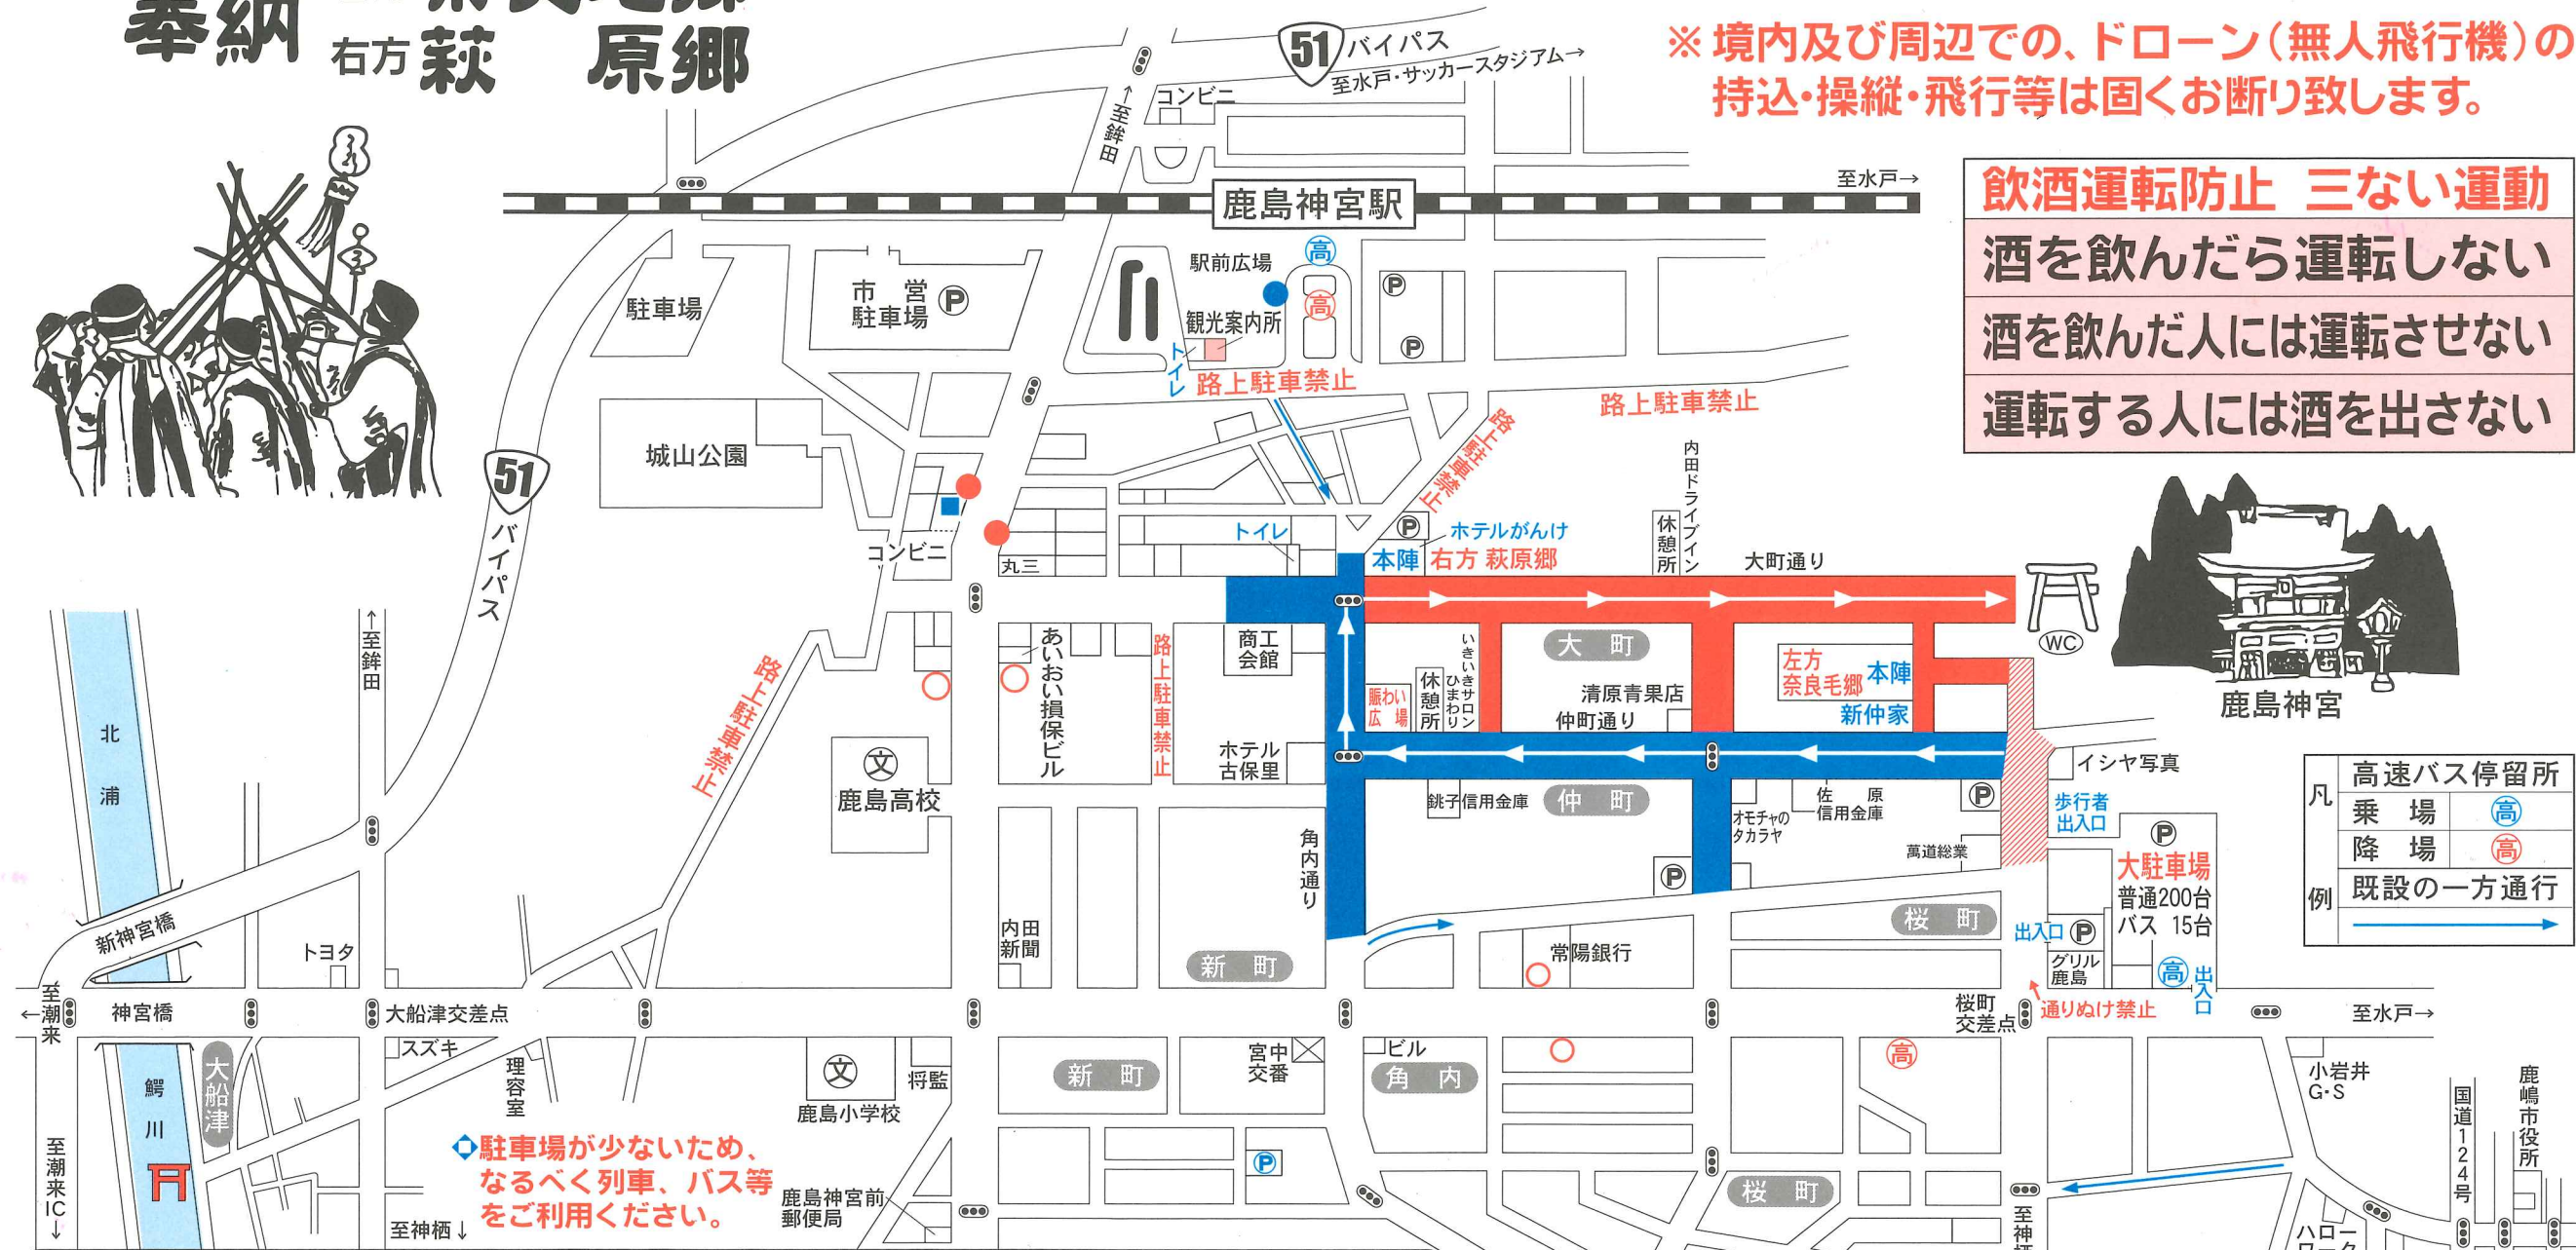 奉納
右方 萩原郷
51
バイパス
至水戸・サッカースタジアム→
※境内及び周辺での、ドローン(無人飛行機)の
持込・操縦・飛行等は固くお断り致します。
↑至鉾田
コンビニ
至水戸→
鹿島神宮駅
飲酒運転防止 三ない運動
酒を飲んだら運転しない
酒を飲んだ人には運転させない
運転する人には酒を出さない
駐車場
市営
駐車場
P
駅前広場
高
高
観光案内所
トイレ
P
P
路上駐車禁止
路上駐車禁止
路上駐車禁止
城山公園
51
バイパス
コンビニ
丸三
トイレ
P
ホテルがんけ
本陣
右方 萩原郷
内田ドライブイン
休憩所
大町通り
WC
鹿島神宮
北浦
↑至鉾田
路上駐車禁止
あいおい損保ビル
路上駐車禁止
商工
会館
賑わい
広場
休憩所
いきいきサロン
ひまわり
大町
清原青果店
仲町通り
左方
奈良毛郷
本陣
新仲家
文
鹿島高校
ホテル
古保里
銚子信用金庫
仲町
オモチャの
タカラヤ
佐原
信用金庫
P
イシヤ写真
歩行者
出入口
萬道総業
P
P
大駐車場
普通200台
バス 15台
凡例
高速バス停留所
乗場 高
降場 高
既設の一方通行
角内通り
新神宮橋
トヨタ
内田
新聞
新町
常陽銀行
桜町
出入口
P
グリル
鹿島
高
出入口
←至潮来
神宮橋
大船津交差点
桜町
交差点
通りぬけ禁止
至水戸→
鰐川
大船津
スズキ
理容室
文
鹿島小学校
将監
新町
宮中
交番
ビル
角内
高
小岩井
G・S
国道124号
鹿嶋市役所
至潮来IC↓
駐車場が少ないため、
なるべく列車、バス等
をご利用ください。
至神栖↓
鹿島神宮前
郵便局
P
桜町
至神栖
ハロー